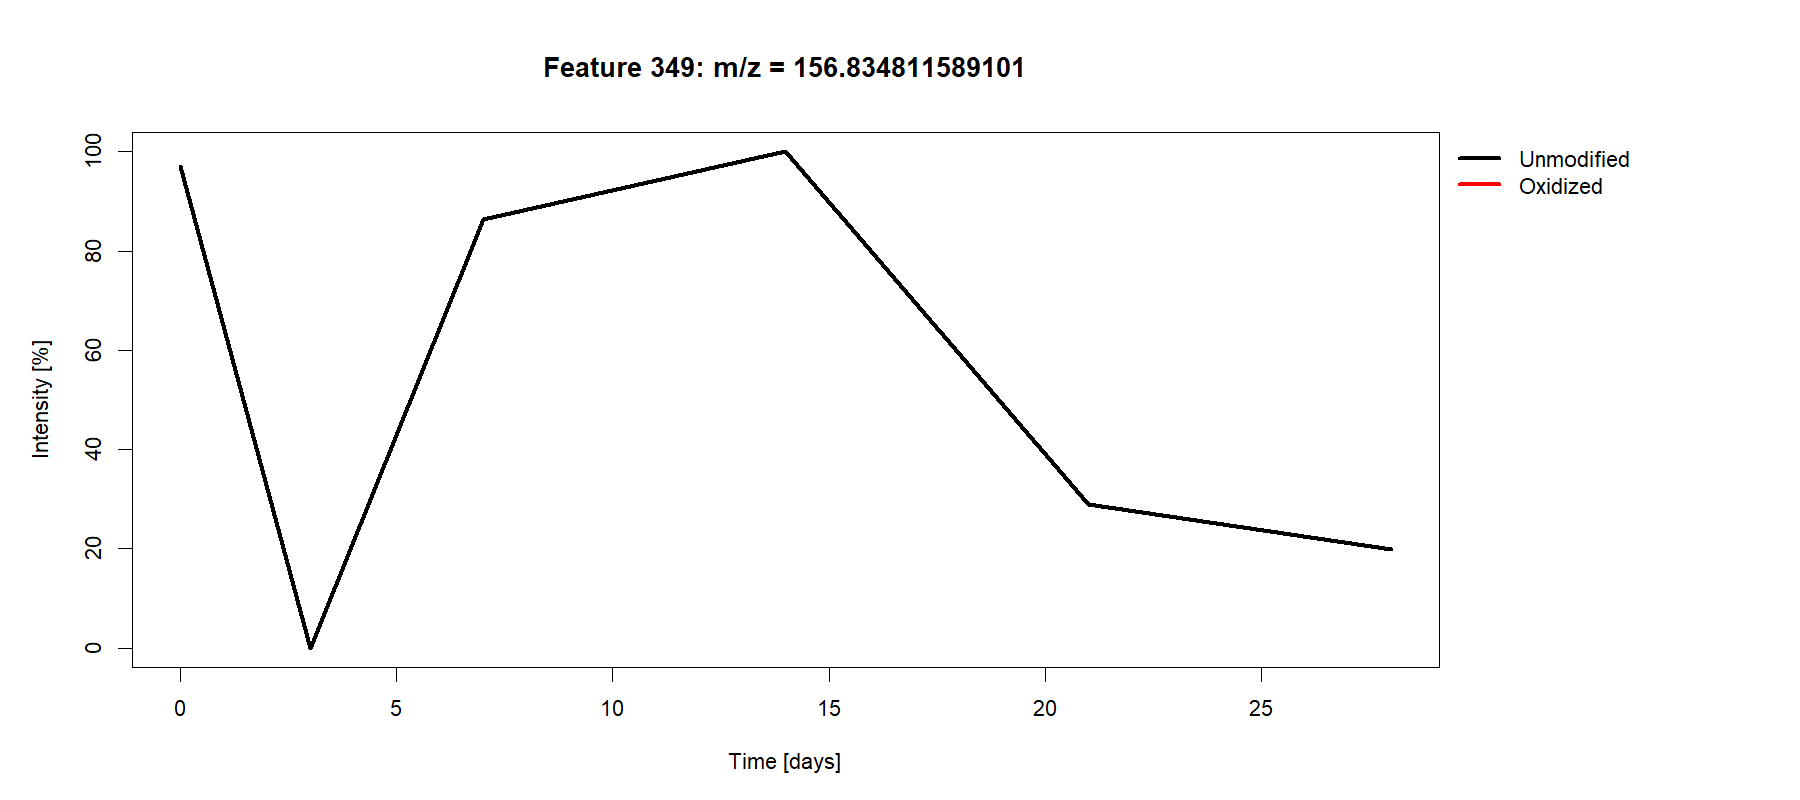 Feature 349: m/z = 156.834811589101
Unmodified
Oxidized
Intensity [%]
100
80
60
40
20
0
0 5 10 15 20 25
Time [days]